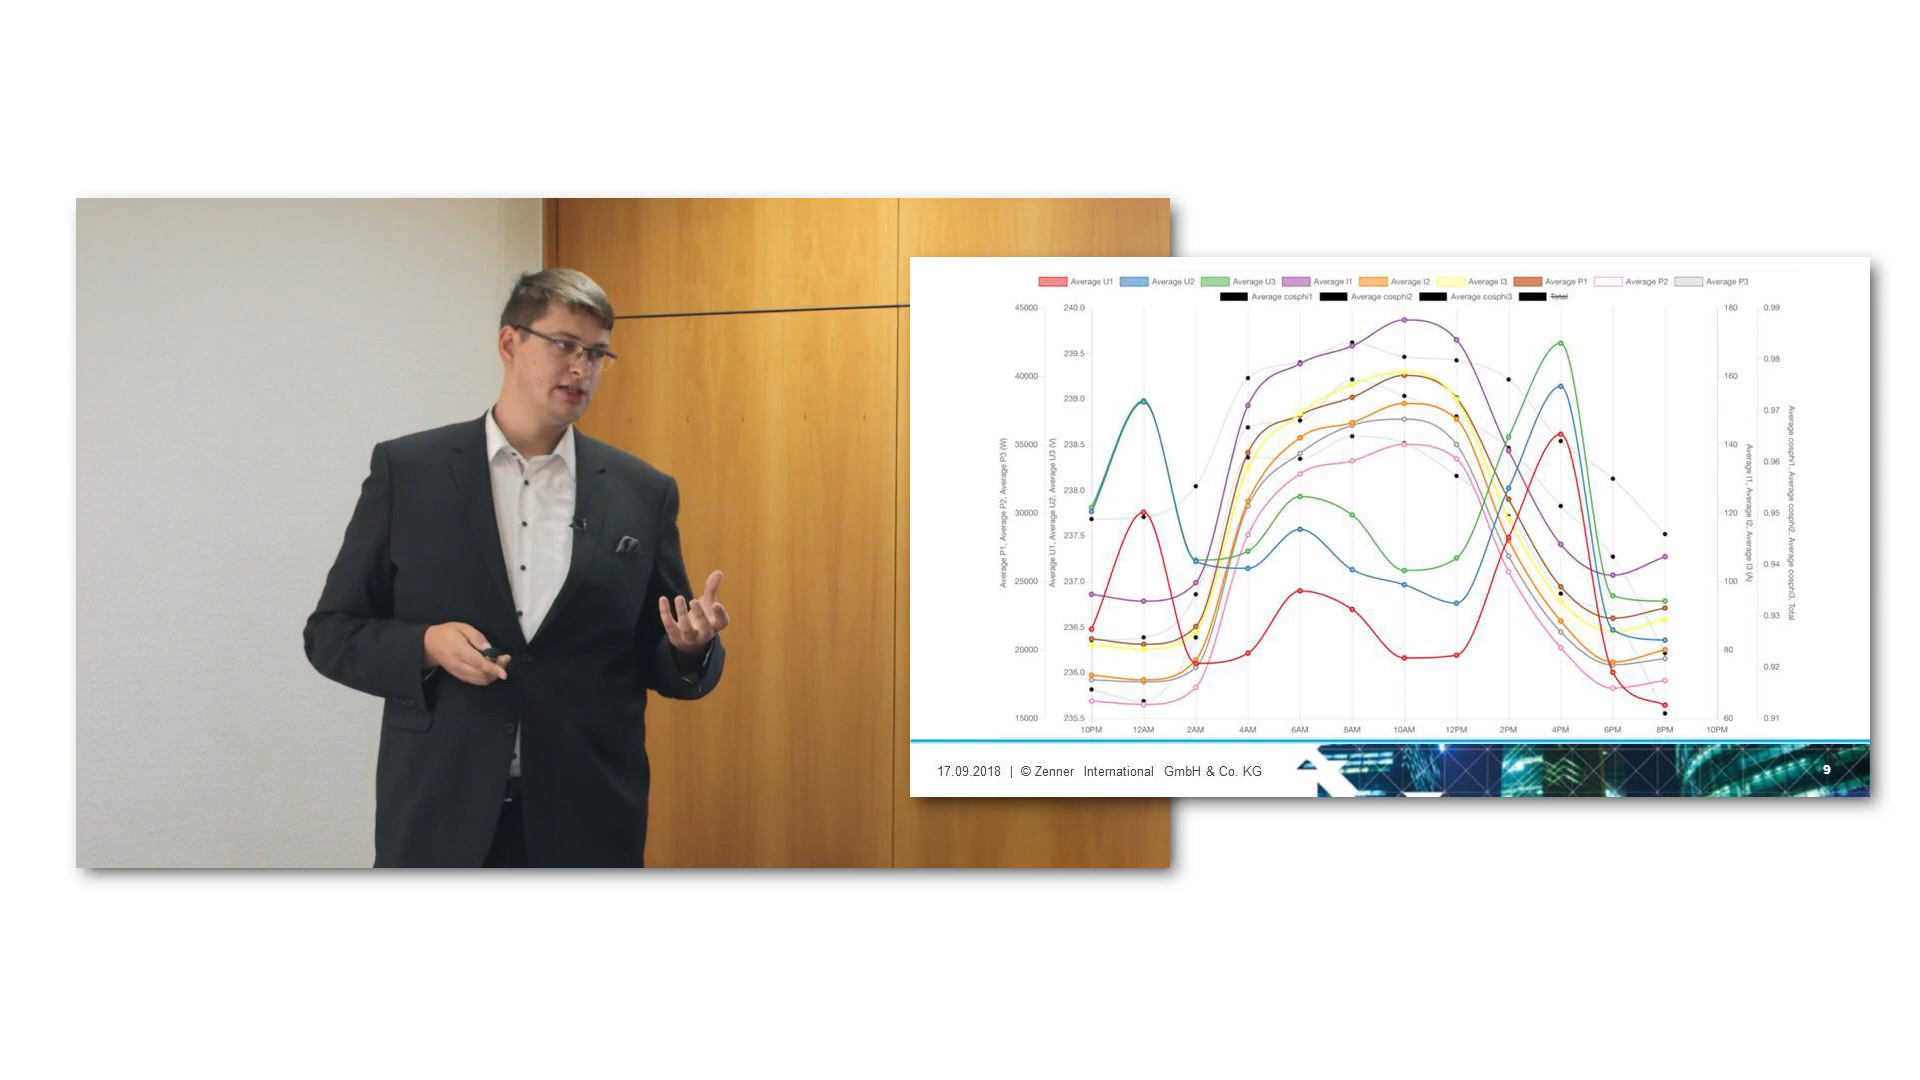 Average U1 Average U2 Average U3 Average I1 Average I2 Average I3 Average P1 Average P2 Average P3
Average cosphi1 Average cosphi2 Average cosphi3 Total
45000 240.0 180 0.99
239.5 0.98
40000 160
239.0 0.97
35000 238.5 140
0.96
238.0
30000 120 0.95
237.5
0.94
25000 237.0 100
0.93
236.5
20000 80
236.0 0.92
15000 235.5 60 0.91
Average P1, Average P2, Average P3 (W)
Average U1, Average U2, Average U3 (V)
Average I1, Average I2, Average I3 (A)
Average cosphi1, Average cosphi2, Average cosphi3, Total
10PM 12AM 2AM 4AM 6AM 8AM 10AM 12PM 2PM 4PM 6PM 8PM 10PM
17.09.2018 | © Zenner International GmbH & Co. KG
9